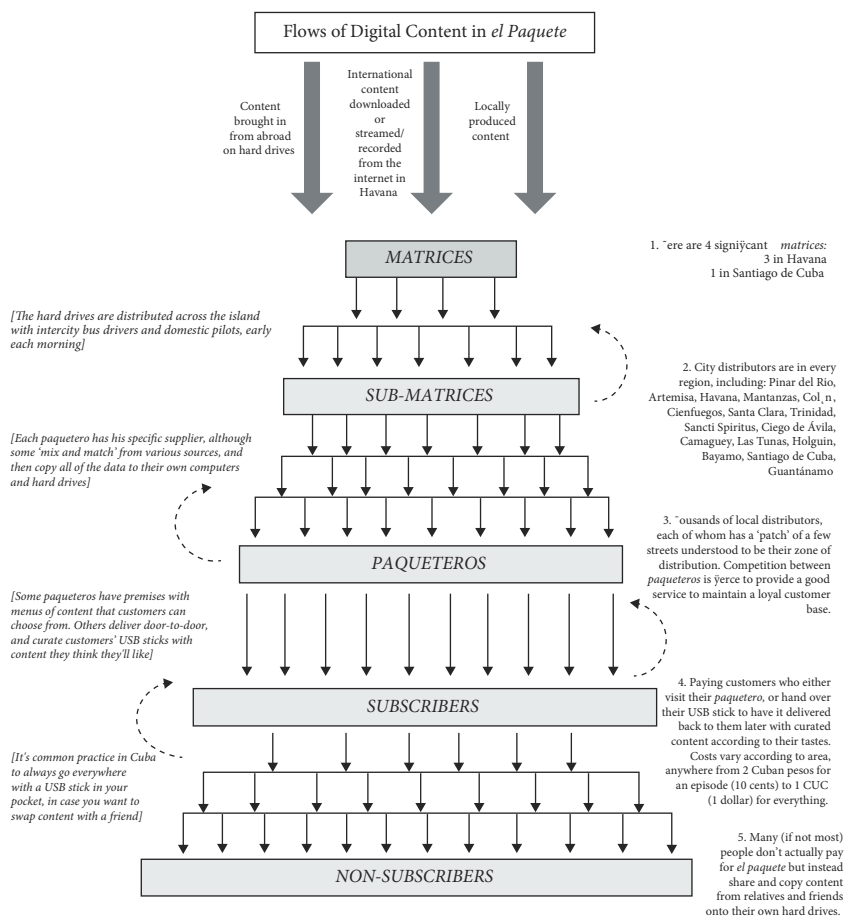 Flows of Digital Content in el Paquete
Content
brought in
from abroad
on hard drives
International
content
downloaded
or
streamed/
recorded
from the
internet in
Havana
Locally
produced
content
MATRICES
1. ˉere are 4 signiÿcant matrices:
3 in Havana
1 in Santiago de Cuba
[The hard drives are distributed across the island
with intercity bus drivers and domestic pilots, early
each morning]
SUB-MATRICES
2. City distributors are in every
region, including: Pinar del Río,
Artemisa, Havana, Mantanzas, Col˛n,
Cienfuegos, Santa Clara, Trinidad,
Sancti Spiritus, Ciego de Ávila,
Camaguey, Las Tunas, Holguin,
Bayamo, Santiago de Cuba,
Guantánamo
[Each paquetero has his specific supplier, although
some ‘mix and match’ from various sources, and
then copy all of the data to their own computers
and hard drives]
PAQUETEROS
3. ˉousands of local distributors,
each of whom has a ‘patch’ of a few
streets understood to be their zone of
distribution. Competition between
paqueteros is ÿerce to provide a good
service to maintain a loyal customer
base.
[Some paqueteros have premises with
menus of content that customers can
choose from. Others deliver door-to-door,
and curate customers’ USB sticks with
content they think they’ll like]
SUBSCRIBERS
4. Paying customers who either
visit their paquetero, or hand over
their USB stick to have it delivered
back to them later with curated
content according to their tastes.
Costs vary according to area,
anywhere from 2 Cuban pesos for
an episode (10 cents) to 1 CUC
(1 dollar) for everything.
[It's common practice in Cuba
to always go everywhere
with a USB stick in your
pocket, in case you want to
swap content with a friend]
NON-SUBSCRIBERS
5. Many (if not most)
people don’t actually pay
for el paquete but instead
share and copy content
from relatives and friends
onto their own hard drives.